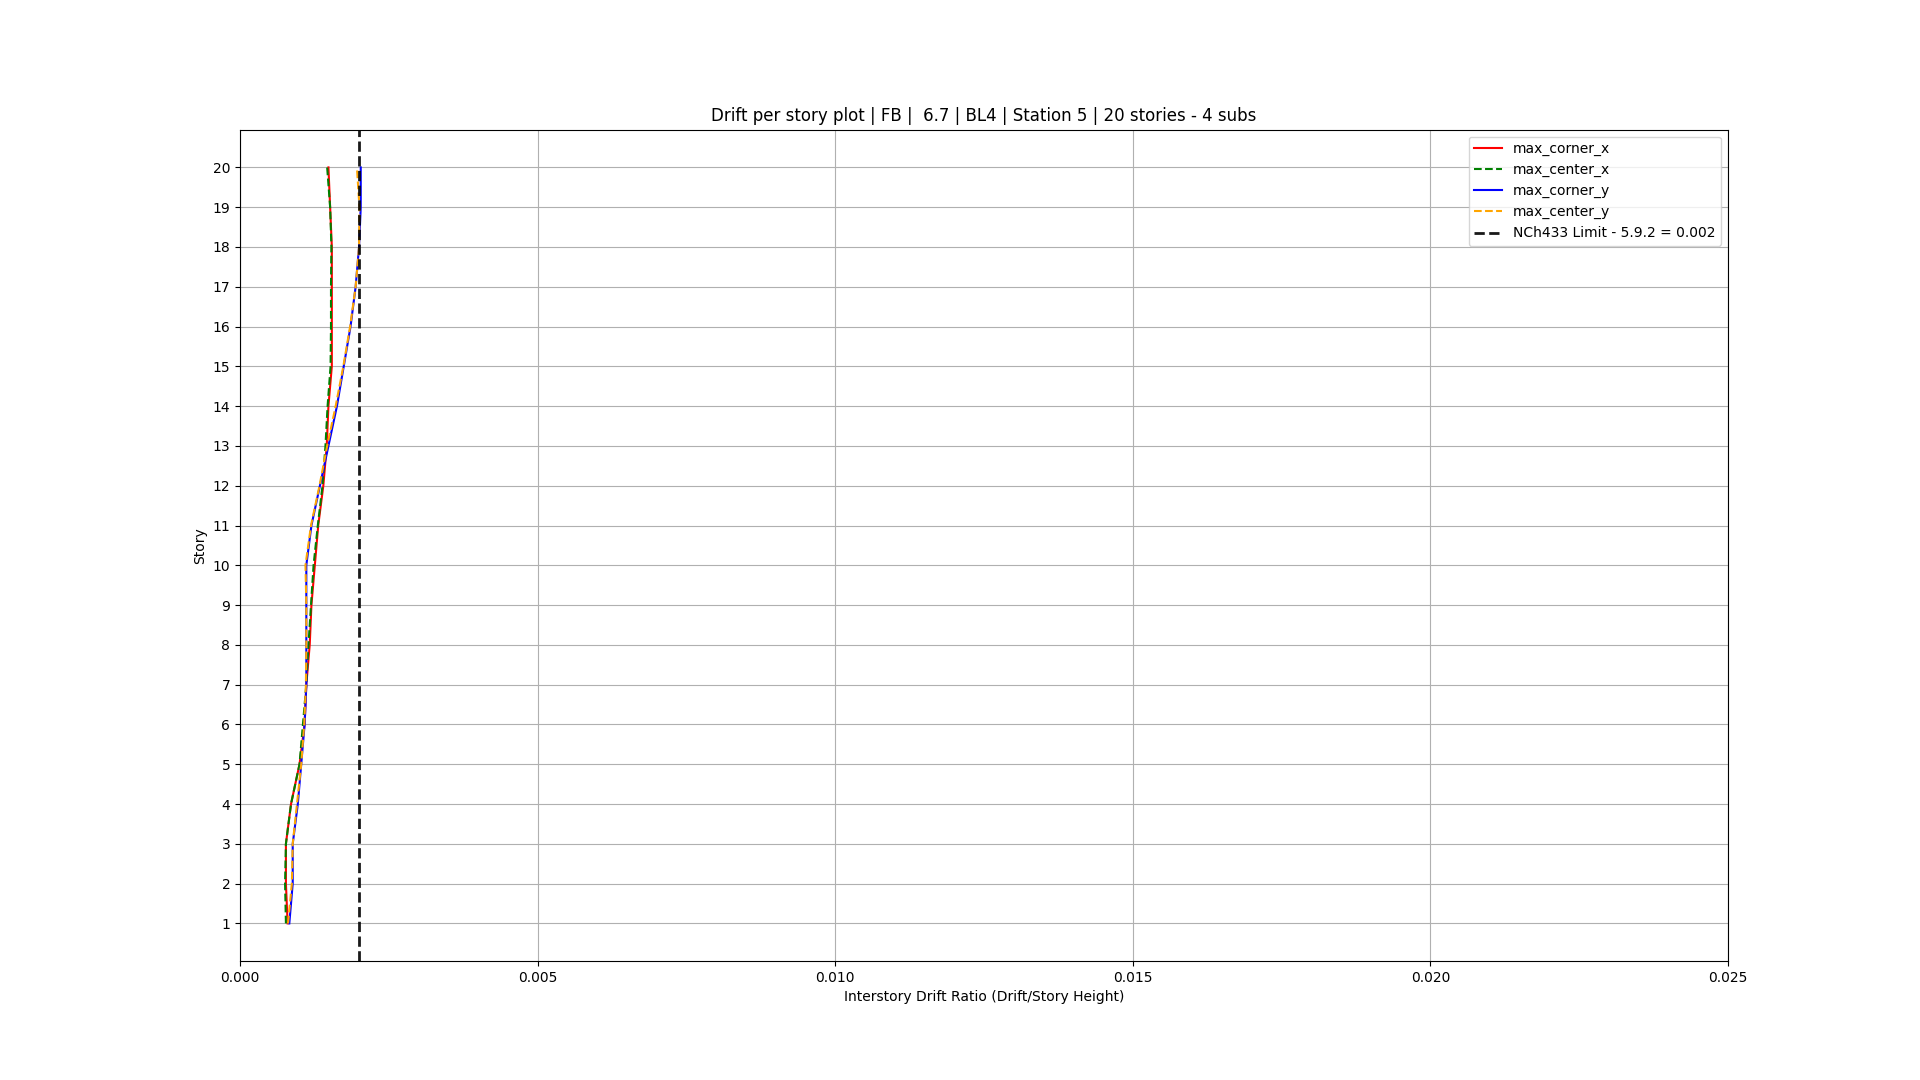 Drift per story plot | FB |  6.7 | BL4 | Station 5 | 20 stories - 4 subs
max_corner_x
max_center_x
max_corner_y
max_center_y
NCh433 Limit - 5.9.2 = 0.002
20
19
18
17
16
15
14
13
12
11
10
9
8
7
6
5
4
3
2
1
Story
0.000 0.005 0.010 0.015 0.020 0.025
Interstory Drift Ratio (Drift/Story Height)